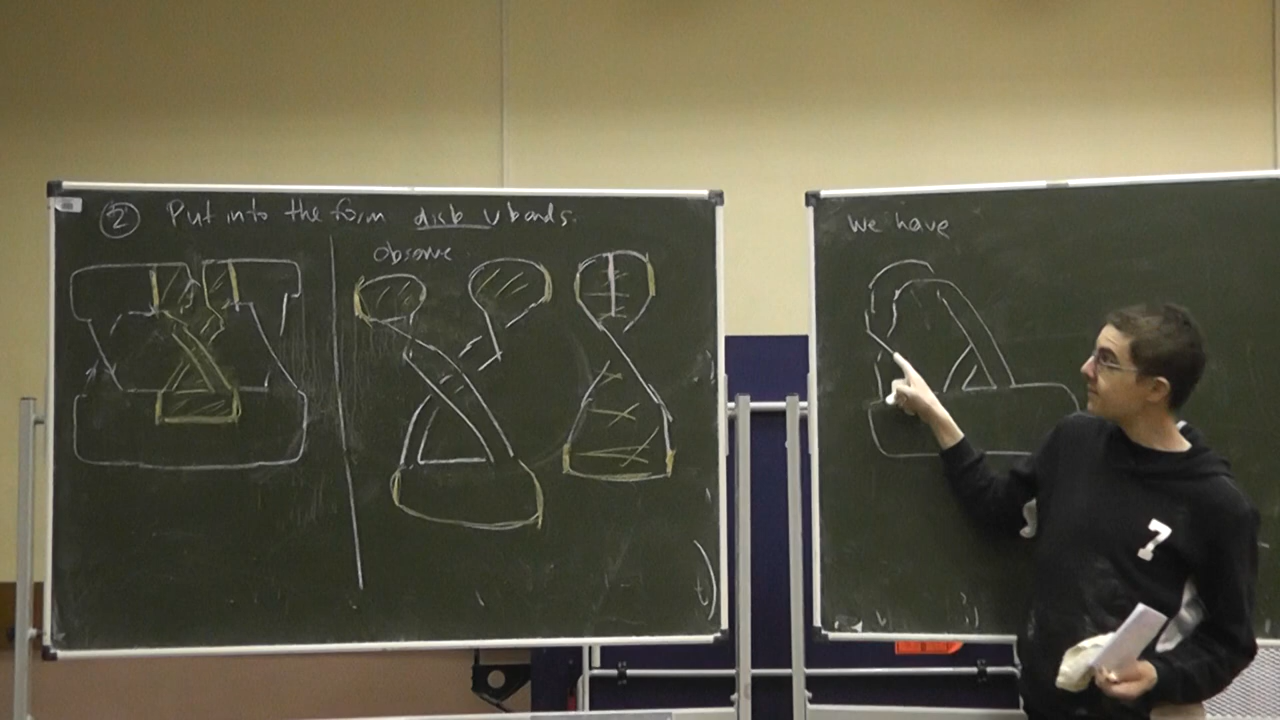 ② Put into the form disk ∪ bands.
observe
we have
7